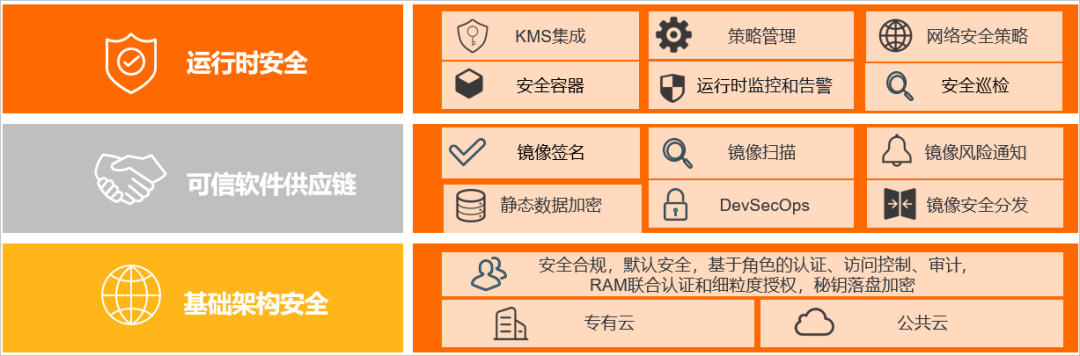 运行时安全
KMS集成
策略管理
网络安全策略
安全容器
运行时监控和告警
安全巡检
可信软件供应链
镜像签名
镜像扫描
镜像风险通知
静态数据加密
DevSecOps
镜像安全分发
基础架构安全
安全合规，默认安全，基于角色的认证、访问控制、审计，
RAM联合认证和细粒度授权，秘钥落盘加密
专有云
公共云